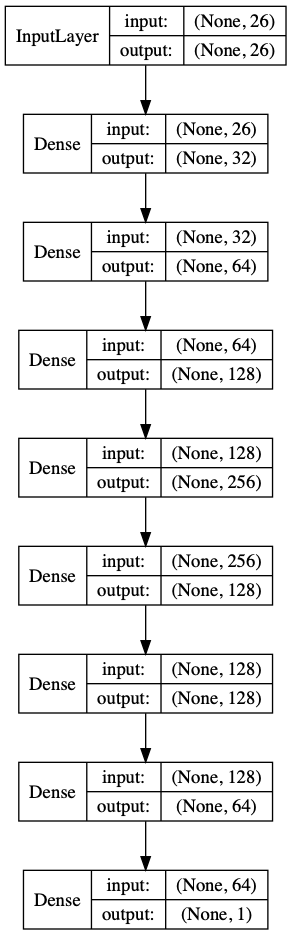 InputLayer
input: (None, 26)
output: (None, 26)
Dense
input: (None, 26)
output: (None, 32)
Dense
input: (None, 32)
output: (None, 64)
Dense
input: (None, 64)
output: (None, 128)
Dense
input: (None, 128)
output: (None, 256)
Dense
input: (None, 256)
output: (None, 128)
Dense
input: (None, 128)
output: (None, 128)
Dense
input: (None, 128)
output: (None, 64)
Dense
input: (None, 64)
output: (None, 1)